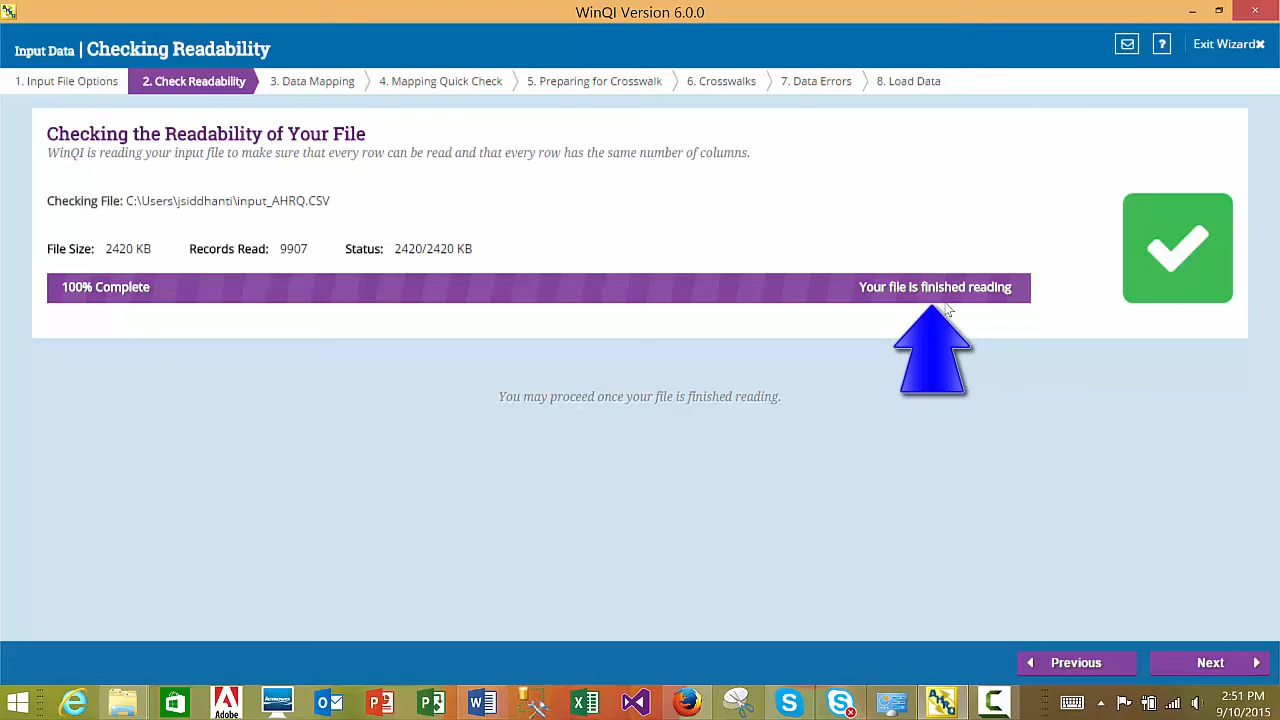 WinQI Version 6.0.0
Input Data | Checking Readability
? Exit Wizard
1. Input File Options 2. Check Readability 3. Data Mapping 4. Mapping Quick Check 5. Preparing for Crosswalk 6. Crosswalks 7. Data Errors 8. Load Data
Checking the Readability of Your File
WinQI is reading your input file to make sure that every row can be read and that every row has the same number of columns.
Checking File: C:\Users\jsiddhanti\input_AHRQ.CSV
File Size: 2420 KB Records Read: 9907 Status: 2420/2420 KB
100% Complete Your file is finished reading
You may proceed once your file is finished reading.
Previous Next
Adobe
lenovo
AHRQ
2:51 PM
9/10/2015